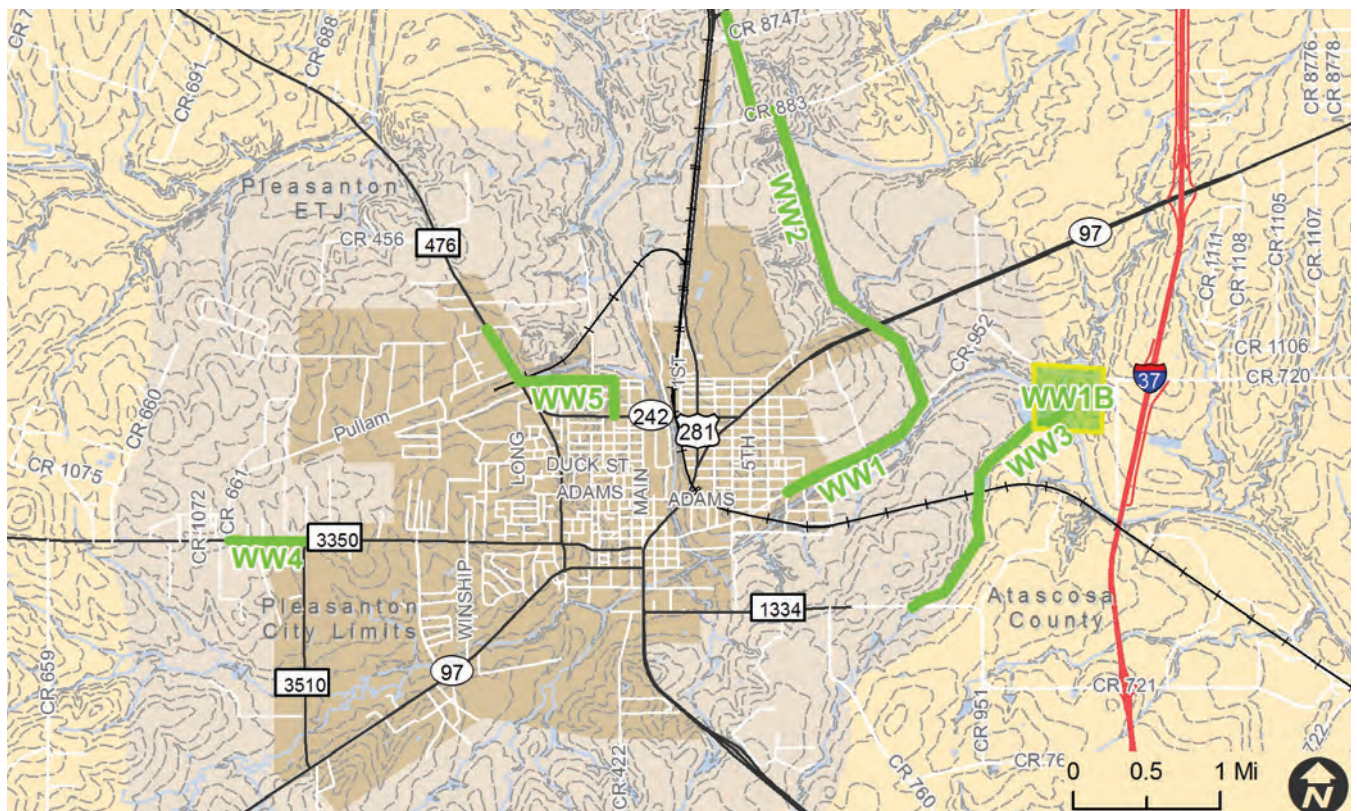 CR 8747
CR 688
CR 691
CR 8776
CR 8778
CR 883
WW2
Pleasanton
ETJ
CR 456
476
97
CR 1111
CR 1108
CR 1105
CR 1107
CR 952
CR 1106
CR 720
37
WW1B
1ST
WW5
242
281
CR 660
Pullam
LONG
DUCK ST
ADAMS
MAIN
ADAMS
5TH
WW1
WW3
CR 1075
CR 1072
CR 661
WW4
3350
Pleasanton
City Limits
WINSHIP
1334
Atascosa
County
CR 659
3510
97
CR 721
CR 951
CR 422
CR 760
722
0 0.5 1 Mi
N